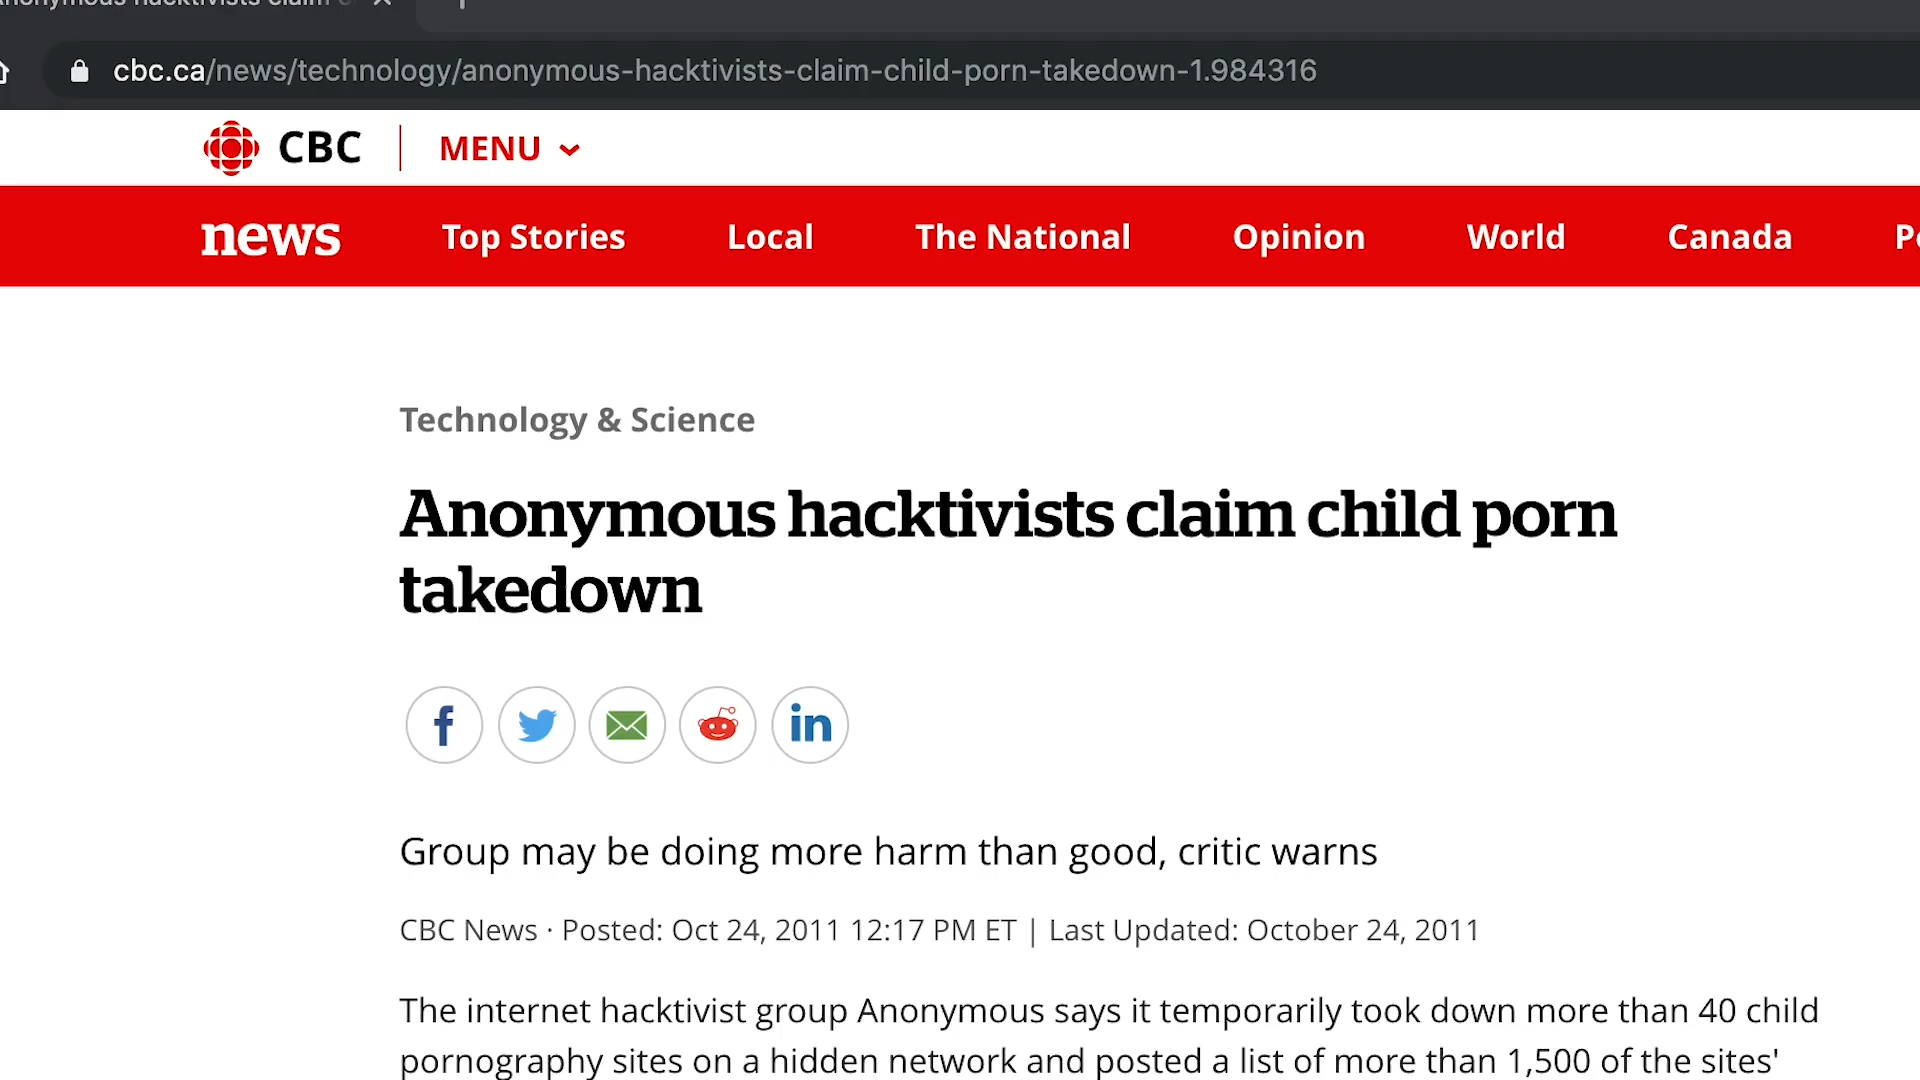 cbc.ca/news/technology/anonymous-hacktivists-claim-child-porn-takedown-1.984316
CBC MENU
news Top Stories Local The National Opinion World Canada
Technology & Science
Anonymous hacktivists claim child porn
takedown
Group may be doing more harm than good, critic warns
CBC News · Posted: Oct 24, 2011 12:17 PM ET | Last Updated: October 24, 2011
The internet hacktivist group Anonymous says it temporarily took down more than 40 child
pornography sites on a hidden network and posted a list of more than 1,500 of the sites'